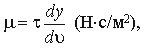 μ = τ dy/dυ (Н·с/м²),